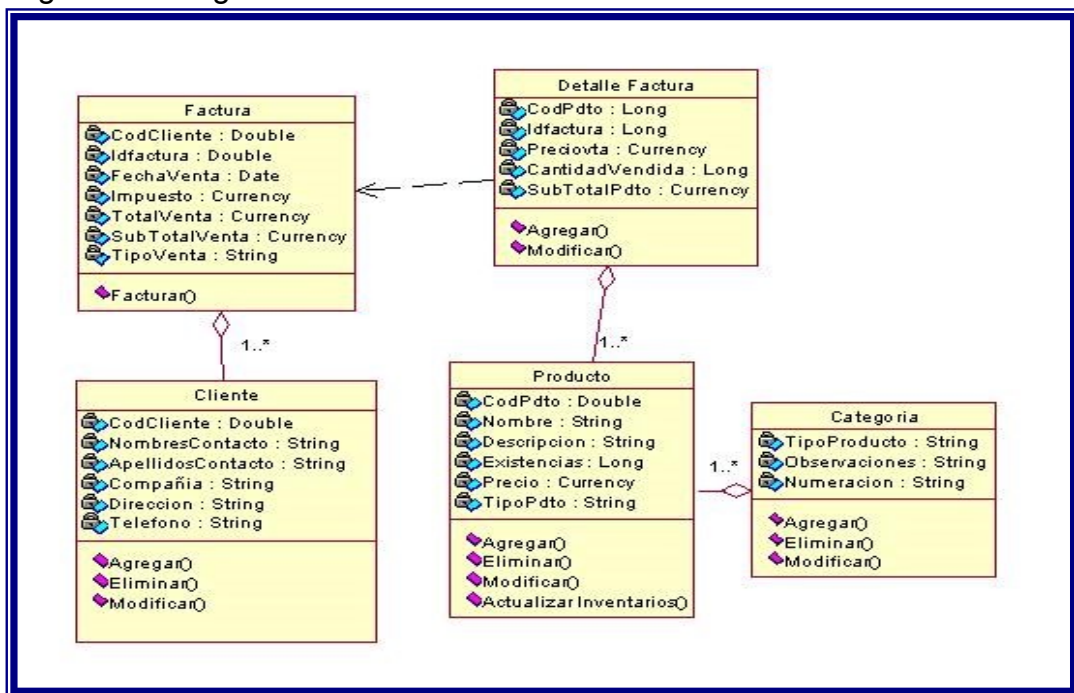 Factura
CodCliente : Double
Idfactura : Double
FechaVenta : Date
Impuesto : Currency
TotalVenta : Currency
SubTotalVenta : Currency
TipoVenta : String
Facturar()
Detalle Factura
CodPdto : Long
Idfactura : Long
Preciovta : Currency
CantidadVendida : Long
SubTotalPdto : Currency
Agregar()
Modificar()
1..*
1..*
Cliente
CodCliente : Double
NombresContacto : String
ApellidosContacto : String
Compañia : String
Direccion : String
Telefono : String
Agregar()
Eliminar()
Modificar()
Producto
CodPdto : Double
Nombre : String
Descripcion : String
Existencias : Long
Precio : Currency
TipoPdto : String
Agregar()
Eliminar()
Modificar()
ActualizarInventarios()
1..*
Categoria
TipoProducto : String
Observaciones : String
Numeracion : String
Agregar()
Eliminar()
Modificar()